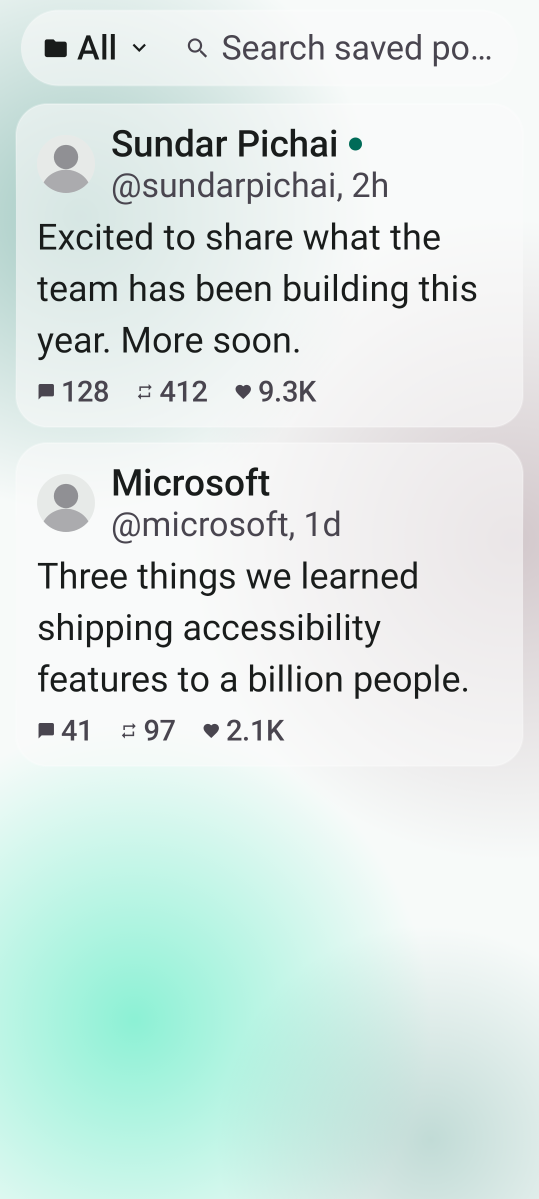 All
Search saved po...
Sundar Pichai
@sundarpichai, 2h
Excited to share what the
team has been building this
year. More soon.
128 412 9.3K
Microsoft
@microsoft, 1d
Three things we learned
shipping accessibility
features to a billion people.
41 97 2.1K